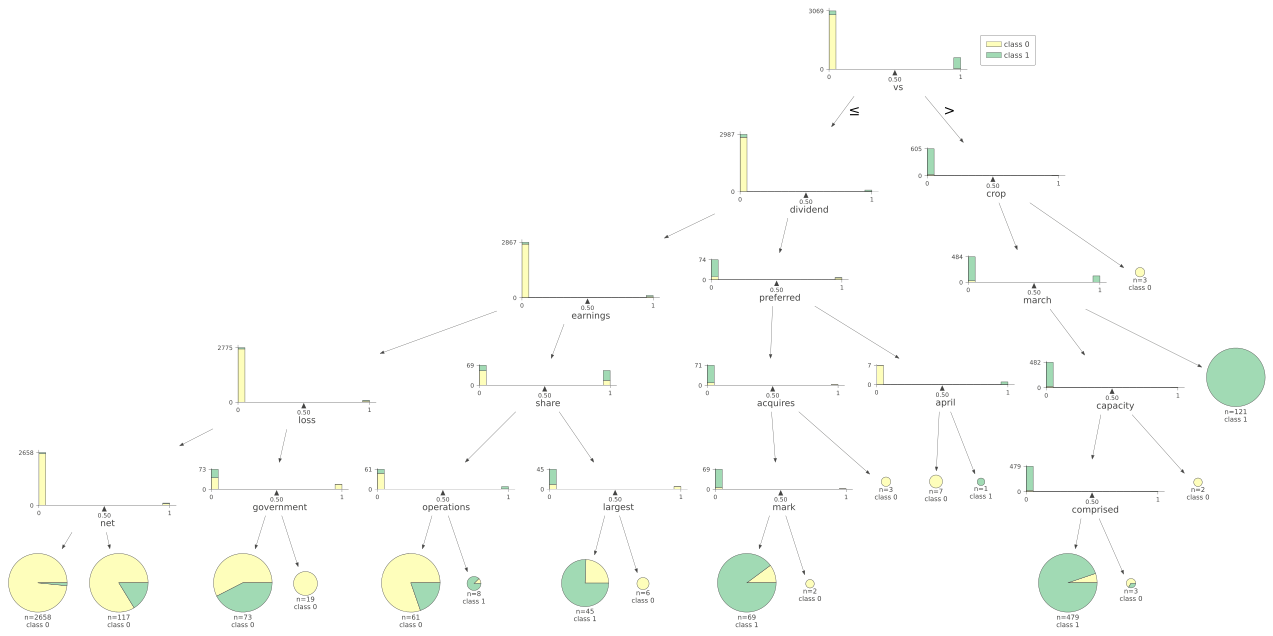 3069
class 0
class 1
0
0
0.50
1
vs
≤
>
2987
0
0
0.50
1
dividend
605
0
0
0.50
1
crop
2867
0
0
0.50
1
earnings
74
0
0
0.50
1
preferred
484
0
0
0.50
1
march
n=3
class 0
2775
0
0
0.50
1
loss
69
0
0
0.50
1
share
71
0
0
0.50
1
acquires
7
0
0
0.50
1
april
482
0
0
0.50
1
capacity
n=121
class 1
2658
0
0
0.50
1
net
73
0
0
0.50
1
government
61
0
0
0.50
1
operations
45
0
0
0.50
1
largest
69
0
0
0.50
1
mark
n=3
class 0
n=7
class 0
n=1
class 1
479
0
0
0.50
1
comprised
n=2
class 0
n=2658
class 0
n=117
class 0
n=73
class 0
n=19
class 0
n=61
class 0
n=8
class 1
n=45
class 1
n=6
class 0
n=69
class 1
n=2
class 0
n=479
class 1
n=3
class 0